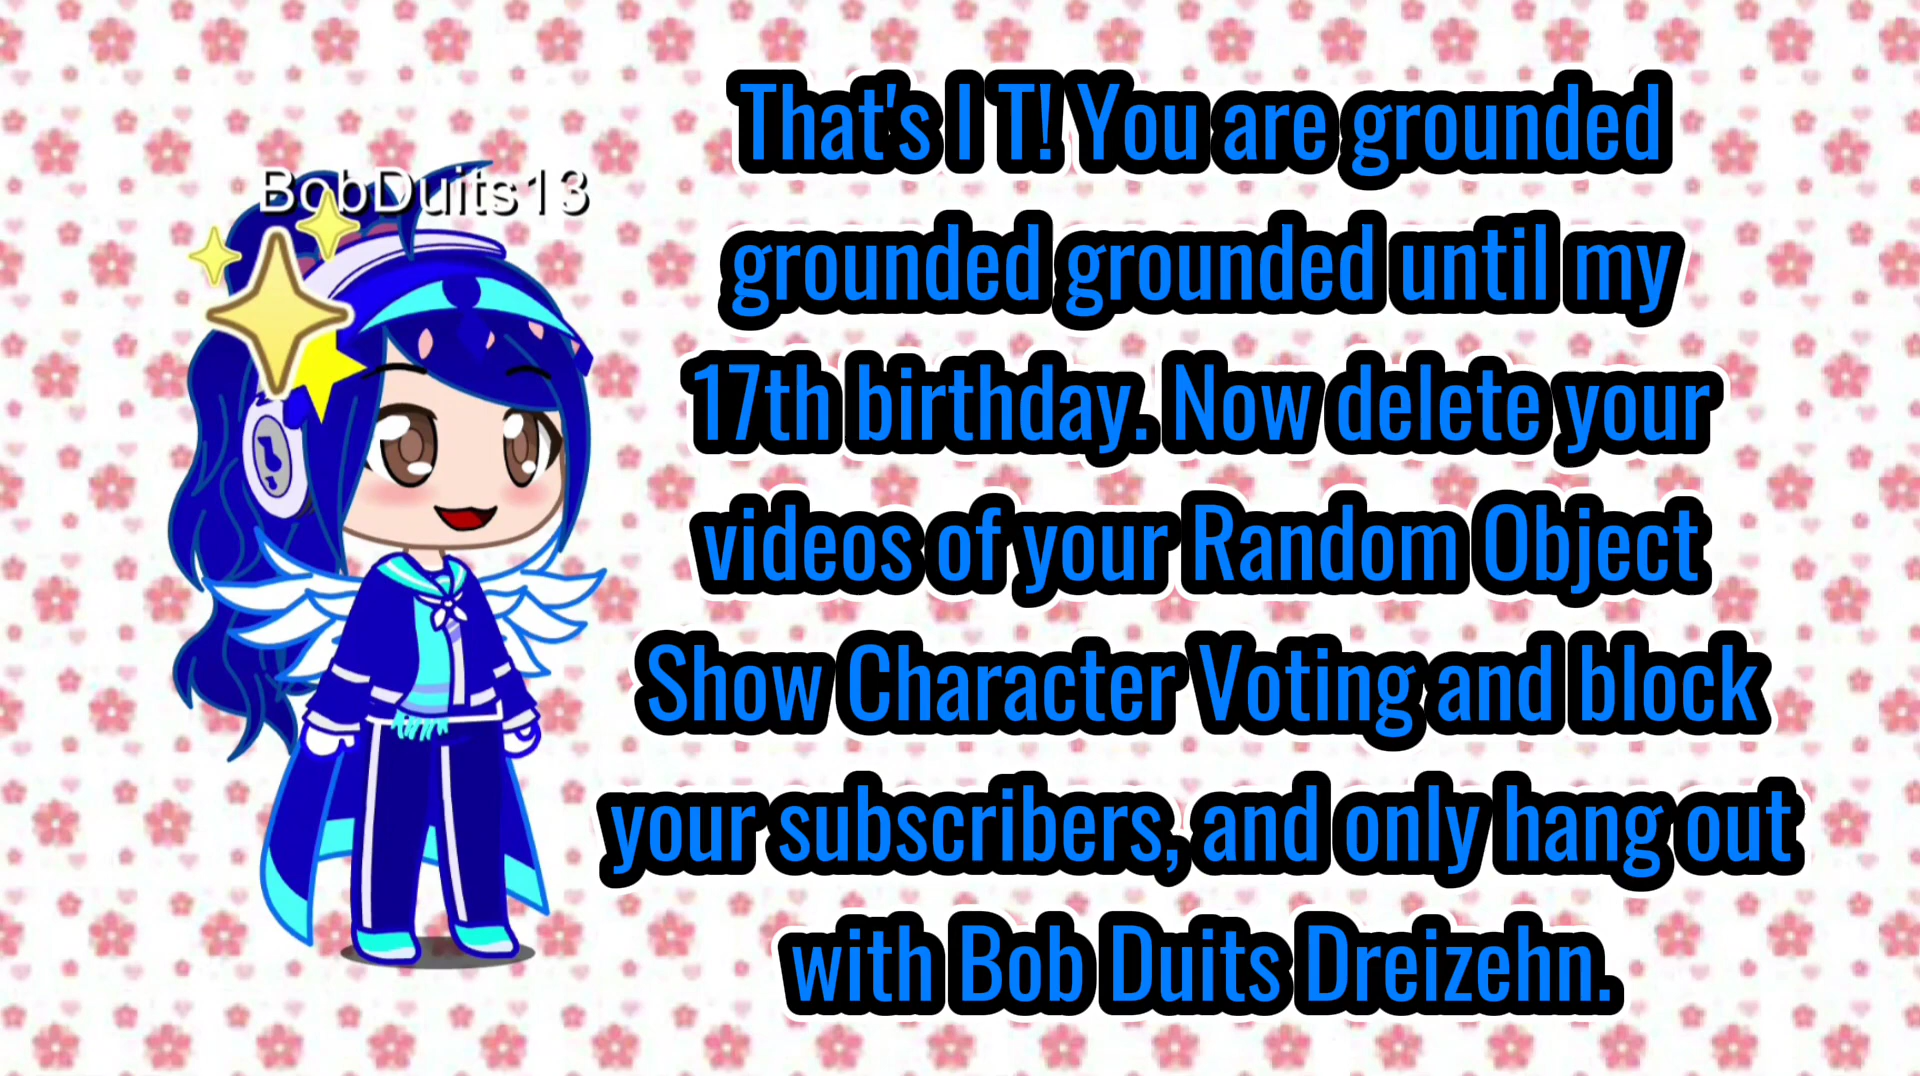 BobDuits13
That's I T! You are grounded
grounded grounded until my
17th birthday. Now delete your
videos of your Random Object
Show Character Voting and block
your subscribers, and only hang out
with Bob Duits Dreizehn.